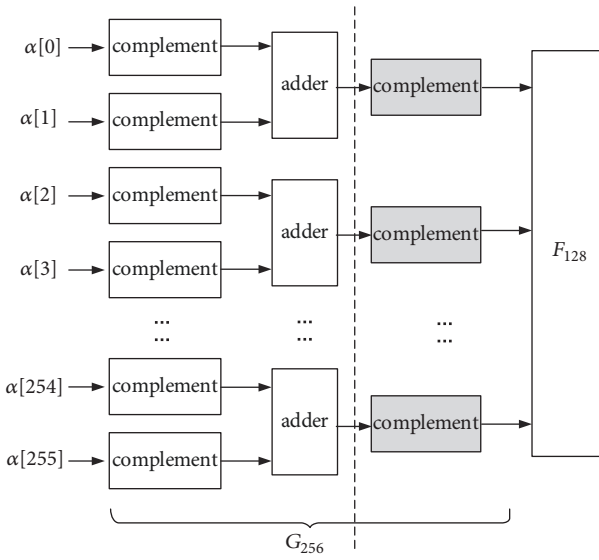 α[0] complement
adder complement
α[1] complement
α[2] complement
adder complement
α[3] complement
F128
... ... ...
... ... ...
α[254] complement
adder complement
α[255] complement
G256